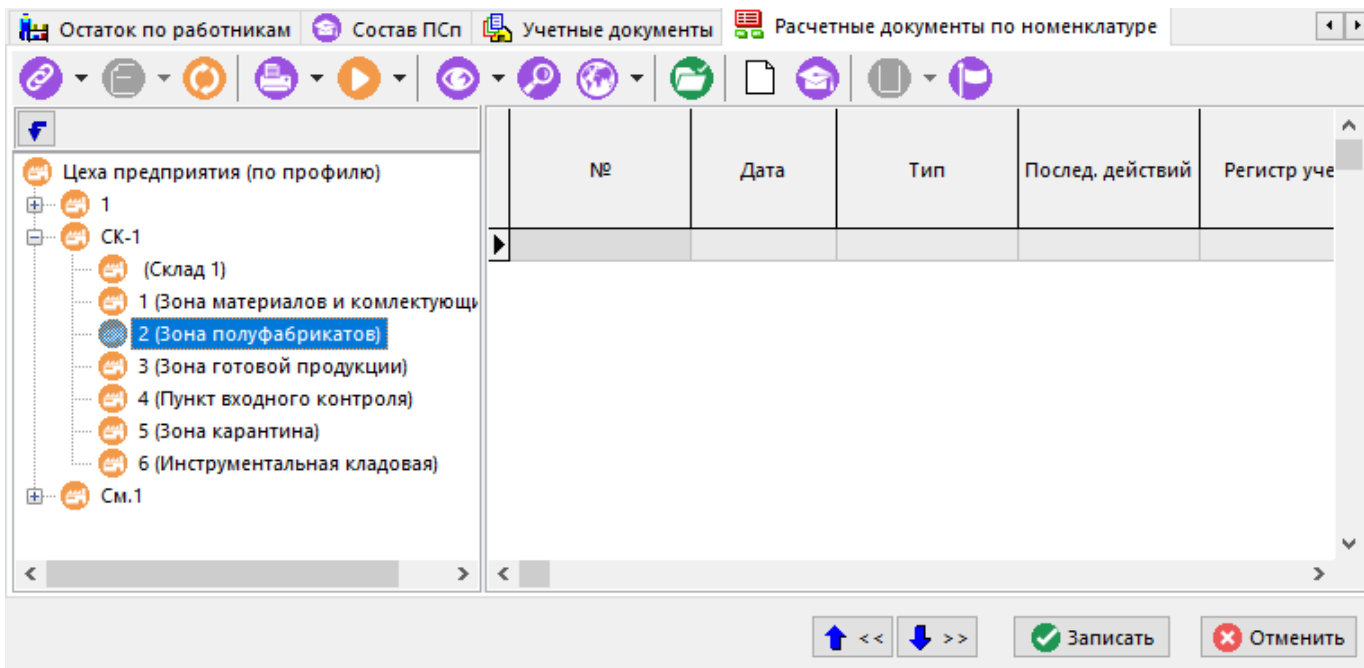 Остаток по работникам Состав ПСп Учетные документы Расчетные документы по номенклатуре
№ Дата Тип Послед. действий Регистр уче
Цеха предприятия (по профилю)
1
СК-1
(Склад 1)
1 (Зона материалов и комлектующи
2 (Зона полуфабрикатов)
3 (Зона готовой продукции)
4 (Пункт входного контроля)
5 (Зона карантина)
6 (Инструментальная кладовая)
См.1
<< >> Записать Отменить